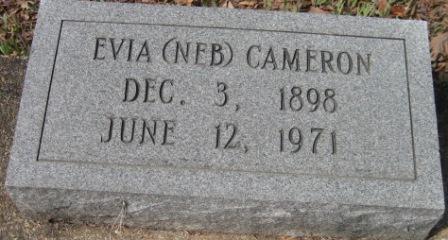 EVIA (NEB) CAMERON
DEC. 3, 1898
JUNE 12, 1971